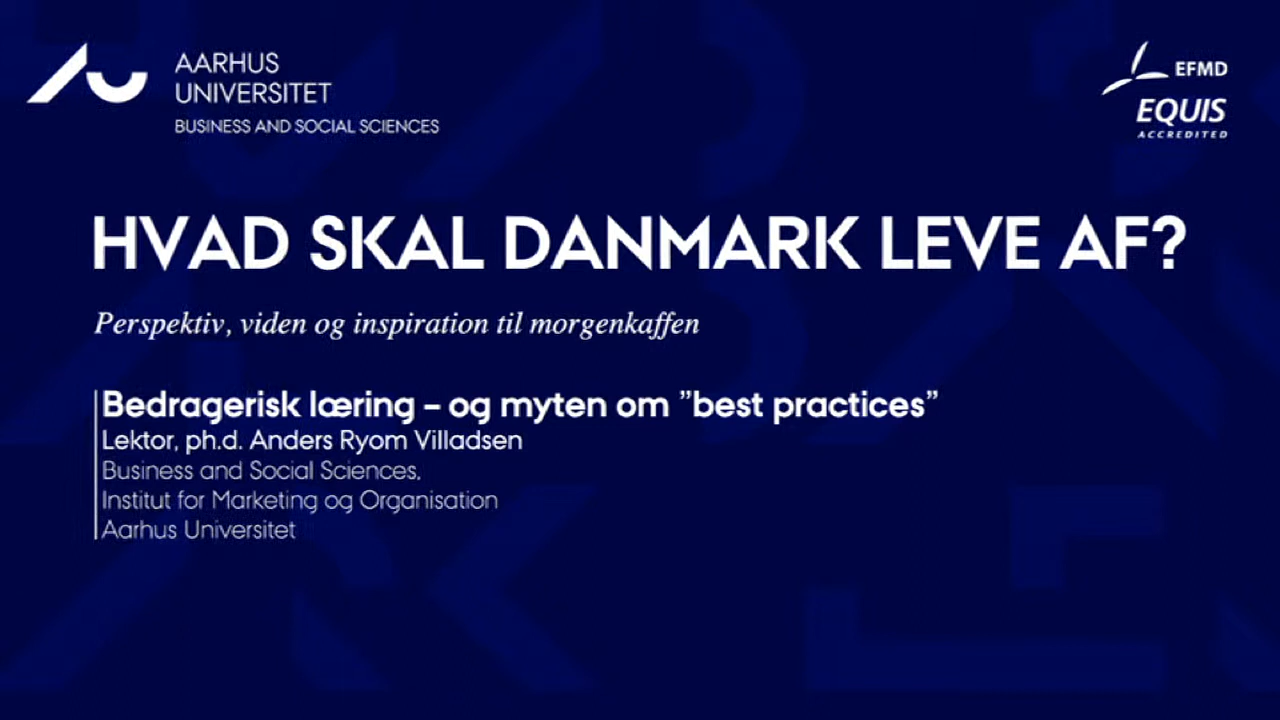 AARHUS
UNIVERSITET
BUSINESS AND SOCIAL SCIENCES
EFMD
EQUIS
ACCREDITED
HVAD SKAL DANMARK LEVE AF?
Perspektiv, viden og inspiration til morgenkaffen
Bedragerisk læring – og myten om ”best practices”
Lektor, ph.d. Anders Ryom Villadsen
Business and Social Sciences,
Institut for Marketing og Organisation
Aarhus Universitet